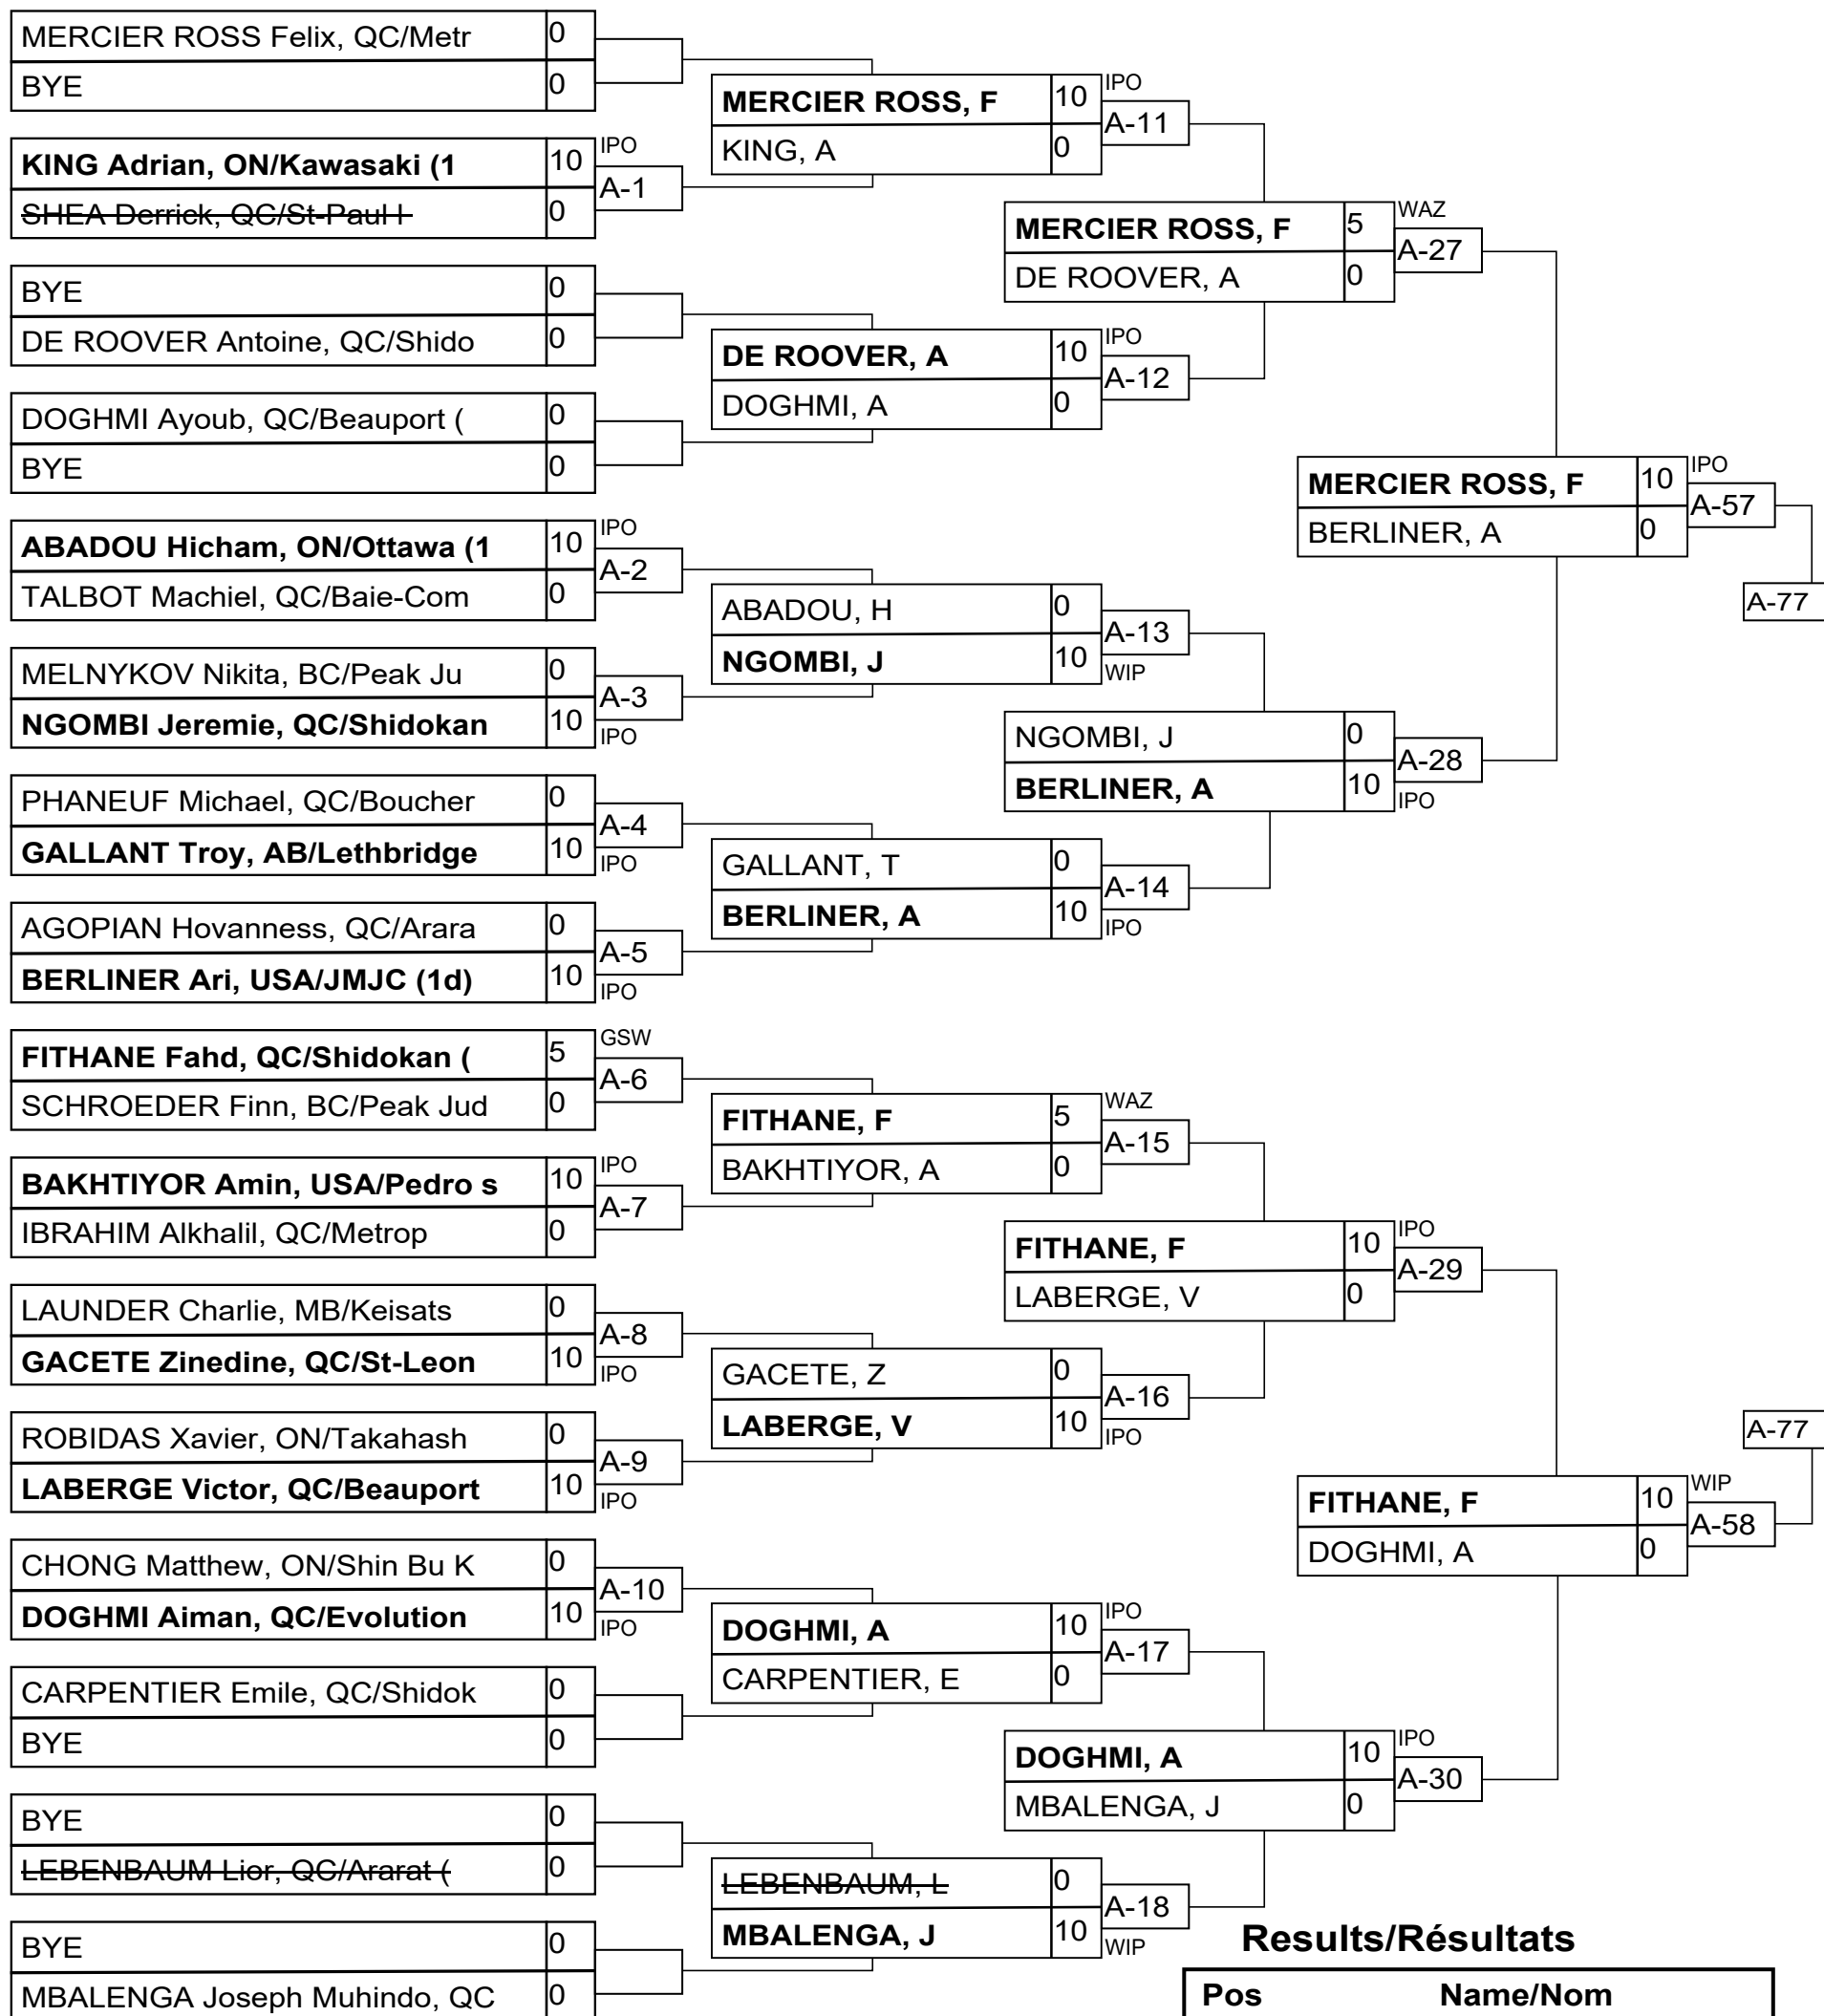 MERCIER ROSS Felix, QC/Metr 0
BYE 0
KING Adrian, ON/Kawasaki (1 10 IPO
A-1
SHEA Derrick, QC/St-Paul l 0
BYE 0
DE ROOVER Antoine, QC/Shido 0
DOGHMI Ayoub, QC/Beauport ( 0
BYE 0
ABADOU Hicham, ON/Ottawa (1 10 IPO
A-2
TALBOT Machiel, QC/Baie-Com 0
MELNYKOV Nikita, BC/Peak Ju 0
A-3
NGOMBI Jeremie, QC/Shidokan 10 IPO
PHANEUF Michael, QC/Boucher 0
A-4
GALLANT Troy, AB/Lethbridge 10 IPO
AGOPIAN Hovanness, QC/Arara 0
A-5
BERLINER Ari, USA/JMJC (1d) 10 IPO
FITHANE Fahd, QC/Shidokan ( 5 GSW
A-6
SCHROEDER Finn, BC/Peak Jud 0
BAKHTIYOR Amin, USA/Pedro s 10 IPO
A-7
IBRAHIM Alkhalil, QC/Metrop 0
LAUNDER Charlie, MB/Keisats 0
A-8
GACETE Zinedine, QC/St-Leon 10 IPO
ROBIDAS Xavier, ON/Takahash 0
A-9
LABERGE Victor, QC/Beauport 10 IPO
CHONG Matthew, ON/Shin Bu K 0
A-10
DOGHMI Aiman, QC/Evolution 10 IPO
CARPENTIER Emile, QC/Shidok 0
BYE 0
BYE 0
LEBENBAUM Lior, QC/Ararat ( 0
BYE 0
MBALENGA Joseph Muhindo, QC 0
MERCIER ROSS, F 10 IPO
A-11
KING, A 0
DE ROOVER, A 10 IPO
A-12
DOGHMI, A 0
ABADOU, H 0
A-13
NGOMBI, J 10 WIP
GALLANT, T 0
A-14
BERLINER, A 10 IPO
FITHANE, F 5 WAZ
A-15
BAKHTIYOR, A 0
GACETE, Z 0
A-16
LABERGE, V 10 IPO
DOGHMI, A 10 IPO
A-17
CARPENTIER, E 0
LEBENBAUM, L 0
A-18
MBALENGA, J 10 WIP
MERCIER ROSS, F 5 WAZ
A-27
DE ROOVER, A 0
NGOMBI, J 0
A-28
BERLINER, A 10 IPO
FITHANE, F 10 IPO
A-29
LABERGE, V 0
DOGHMI, A 10 IPO
A-30
MBALENGA, J 0
MERCIER ROSS, F 10 IPO
A-57
BERLINER, A 0
A-77
A-77
FITHANE, F 10 WIP
A-58
DOGHMI, A 0
Results/Résultats
Pos Name/Nom